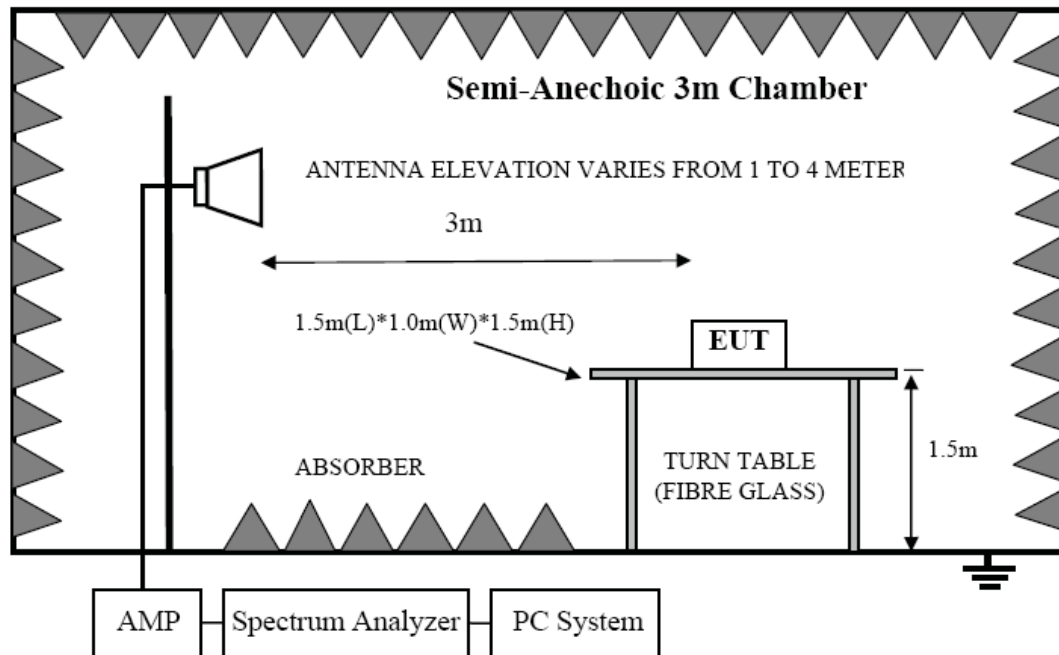 Semi-Anechoic 3m Chamber
ANTENNA ELEVATION VARIES FROM 1 TO 4 METER
3m
1.5m(L)*1.0m(W)*1.5m(H)
EUT
1.5m
ABSORBER
TURN TABLE
(FIBRE GLASS)
AMP
Spectrum Analyzer
PC System